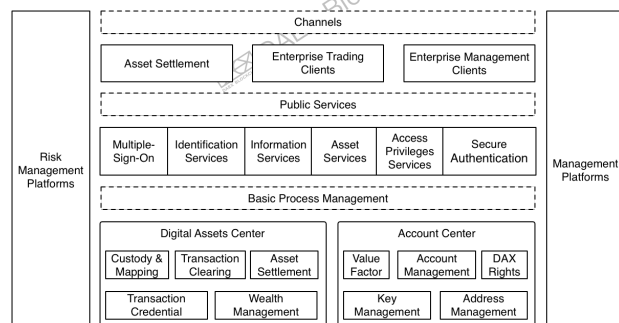 Channels
Asset Settlement
Enterprise Trading
Clients
Enterprise Management
Clients
Public Services
Multiple-
Sign-On
Identification
Services
Information
Services
Asset
Services
Access
Privileges
Services
Secure
Authentication
Risk
Management
Platforms
Management
Platforms
Basic Process Management
Digital Assets Center
Custody &
Mapping
Transaction
Clearing
Asset
Settlement
Transaction
Credential
Wealth
Management
Account Center
Value
Factor
Account
Management
DAX
Rights
Key
Management
Address
Management